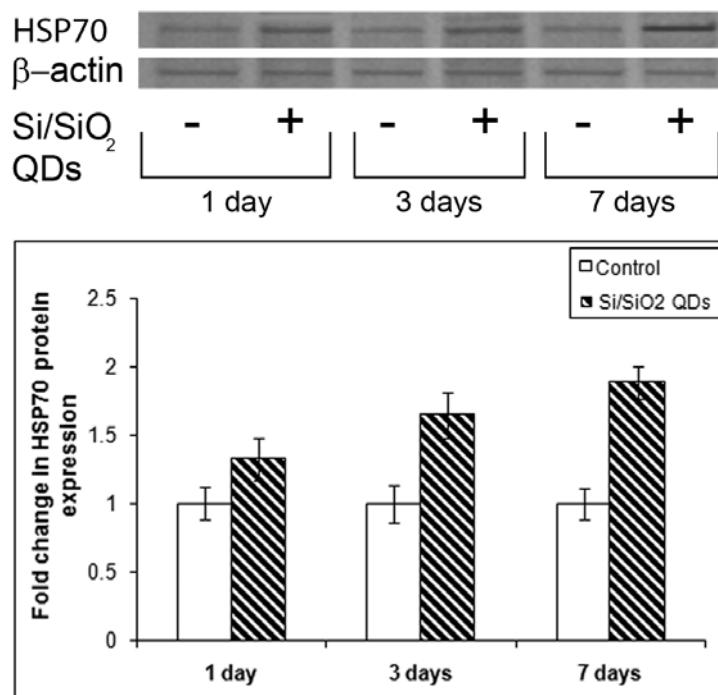 HSP70
β–actin
Si/SiO₂ - + - + - +
QDs
1 day 3 days 7 days
Control
Si/SiO2 QDs
Fold change in HSP70 protein
expression
2.5
2
1.5
1
0.5
0
1 day 3 days 7 days